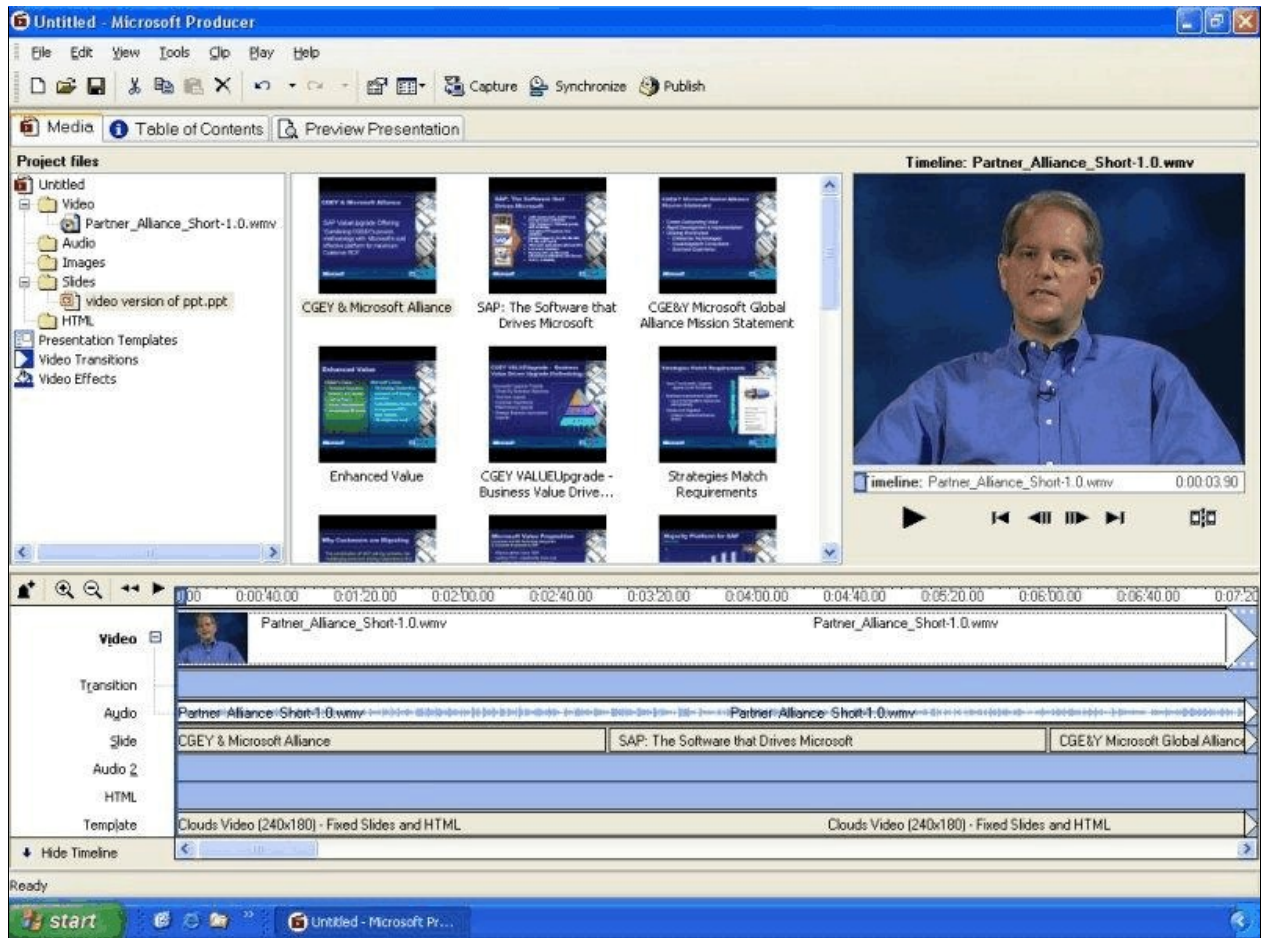 Untitled - Microsoft Producer
File Edit View Tools Clip Play Help
Capture Synchronize Publish
Media Table of Contents Preview Presentation
Project files
Timeline: Partner_Alliance_Short-1.0.wmv
Untitled
Video
Partner_Alliance_Short-1.0.wmv
Audio
Images
Slides
video version of ppt.ppt
HTML
Presentation Templates
Video Transitions
Video Effects
CGEY & Microsoft Alliance
SAP: The Software that
Drives Microsoft
CGE&Y Microsoft Global
Alliance Mission Statement
Enhanced Value
CGEY VALUEUpgrade -
Business Value Drive...
Strategies Match
Requirements
Timeline: Partner_Alliance_Short-1.0.wmv 0:00:03.90
0:00:40.00 0:01:20.00 0:02:00.00 0:02:40.00 0:03:20.00 0:04:00.00 0:04:40.00 0:05:20.00 0:06:00.00 0:06:40.00 0:07:20
Video Partner_Alliance_Short-1.0.wmv Partner_Alliance_Short-1.0.wmv
Transition
Audio Partner_Alliance_Short-1.0.wmv Partner_Alliance_Short-1.0.wmv
Slide CGEY & Microsoft Alliance SAP: The Software that Drives Microsoft CGE&Y Microsoft Global Alliance
Audio 2
HTML
Template Clouds Video (240x180) - Fixed Slides and HTML Clouds Video (240x180) - Fixed Slides and HTML
Hide Timeline
Ready
start Untitled - Microsoft Pr...